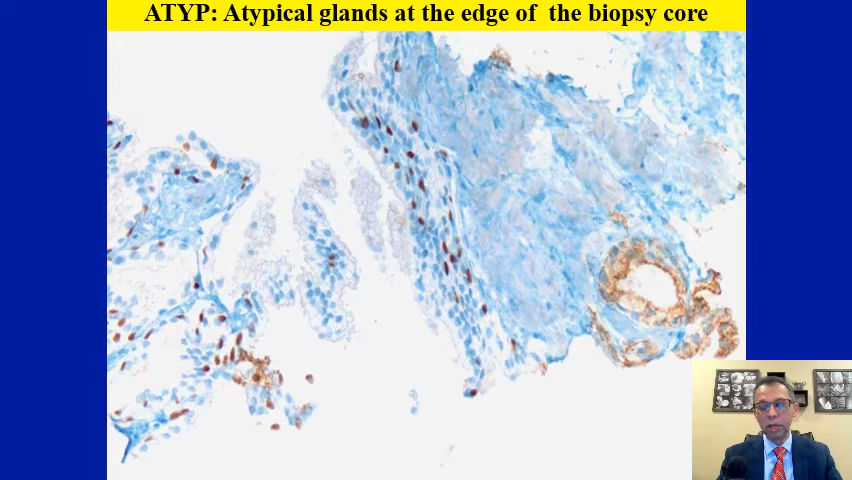 ATYP: Atypical glands at the edge of  the biopsy core